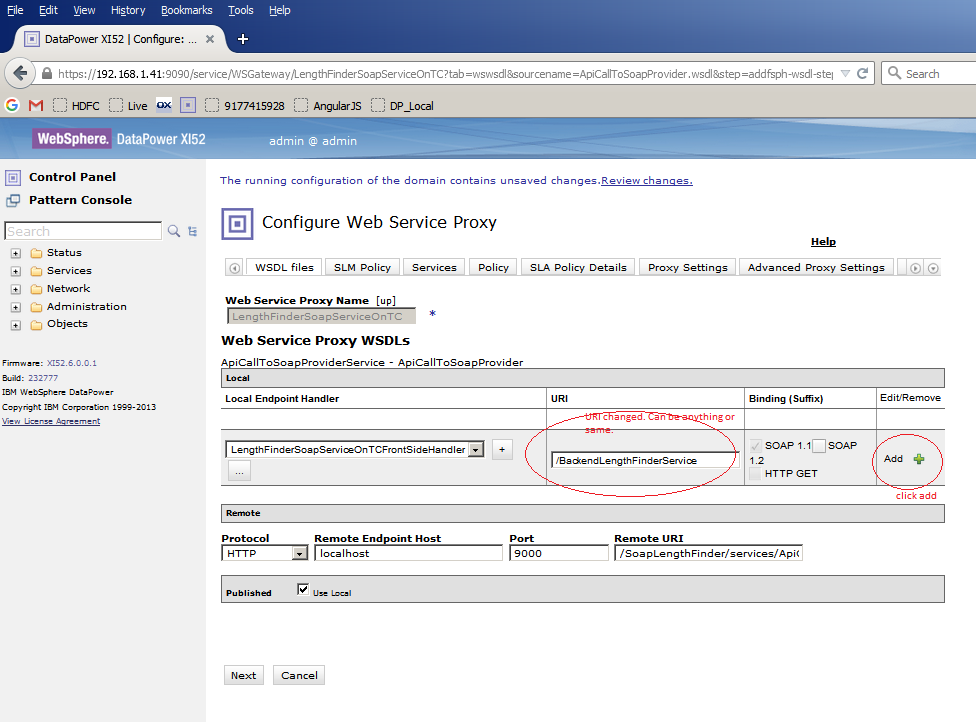 File Edit View History Bookmarks Tools Help
DataPower XI52 | Configure: ... × +
https://192.168.1.41:9090/service/WSGateway/LengthFinderSoapServiceOnTC?tab=wswsdl&sourcename=ApiCallToSoapProvider.wsdl&step=addfsph-wsdl-step Search
HDFC Live OX 9177415928 AngularJS DP_Local
WebSphere. DataPower XI52 admin @ admin
Control Panel
Pattern Console
Search
Status
Services
Network
Administration
Objects
Firmware: XI52.6.0.0.1
Build: 232777
IBM WebSphere DataPower
Copyright IBM Corporation 1999-2013
View License Agreement
The running configuration of the domain contains unsaved changes.Review changes.
Configure Web Service Proxy
Help
WSDL files SLM Policy Services Policy SLA Policy Details Proxy Settings Advanced Proxy Settings
Web Service Proxy Name [up]
LengthFinderSoapServiceOnTC *
Web Service Proxy WSDLs
ApiCallToSoapProviderService - ApiCallToSoapProvider
Local
Local Endpoint Handler URI Binding (Suffix) Edit/Remove
URI changed. Can be anything or
same.
LengthFinderSoapServiceOnTCFrontSideHandler + /BackendLengthFinderService SOAP 1.1 SOAP
1.2
HTTP GET
Add
...
click add
Remote
Protocol Remote Endpoint Host Port Remote URI
HTTP localhost 9000 /SoapLengthFinder/services/Api
Published Use Local
Next Cancel